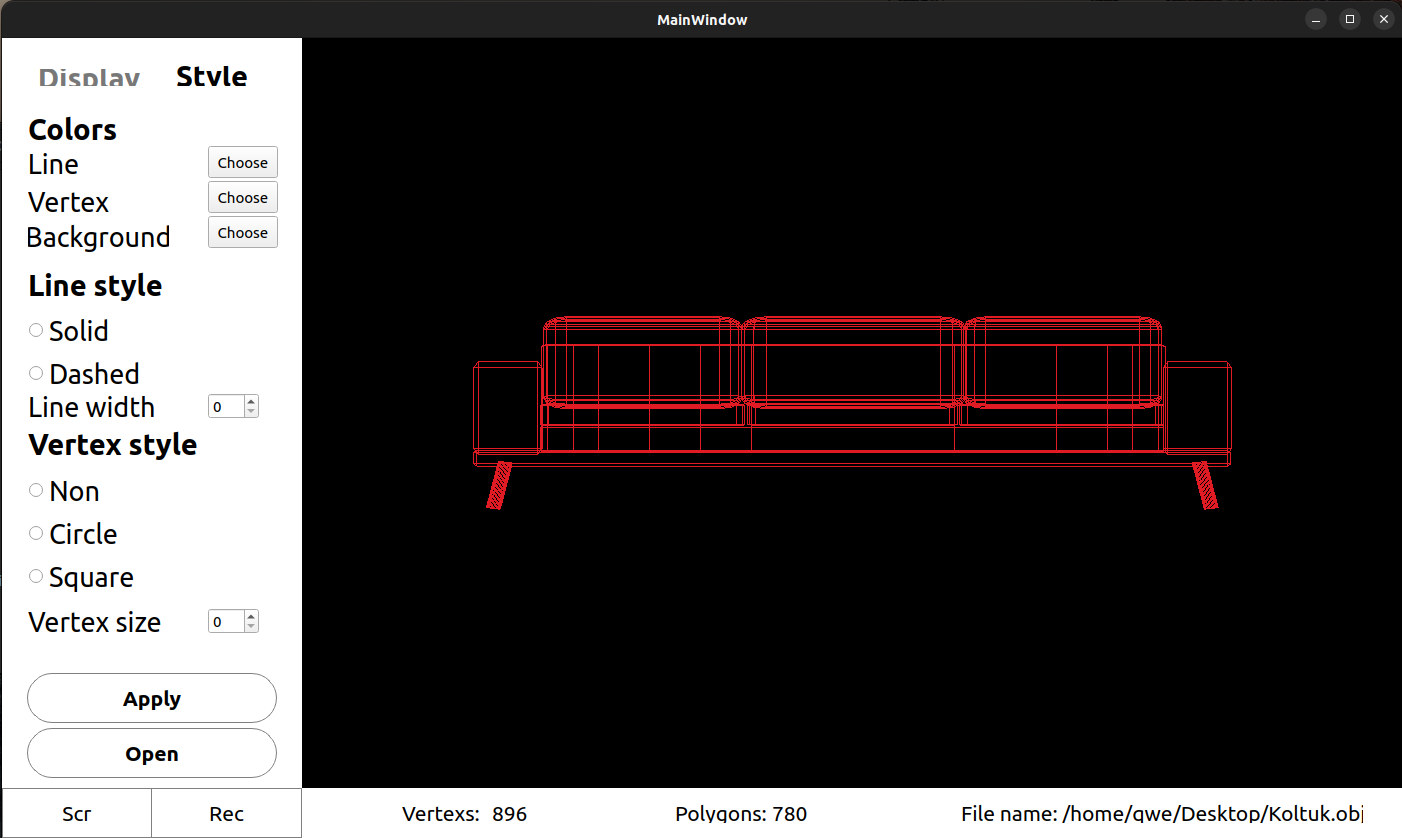 MainWindow
Display Style
Colors
Line Choose
Vertex Choose
Background Choose
Line style
Solid
Dashed
Line width 0
Vertex style
Non
Circle
Square
Vertex size 0
Apply
Open
Scr Rec Vertexs: 896 Polygons: 780 File name: /home/qwe/Desktop/Koltuk.obj